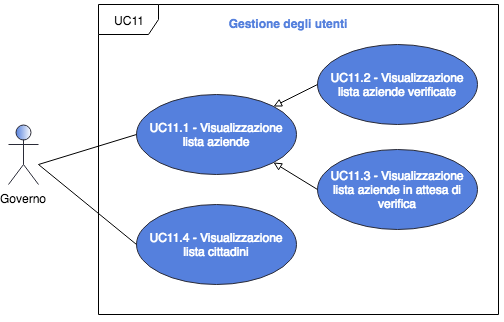 UC11
Gestione degli utenti
UC11.2 - Visualizzazione
lista aziende verificate
UC11.1 - Visualizzazione
lista aziende
UC11.3 - Visualizzazione
lista aziende in attesa di
verifica
Governo
UC11.4 - Visualizzazione
lista cittadini